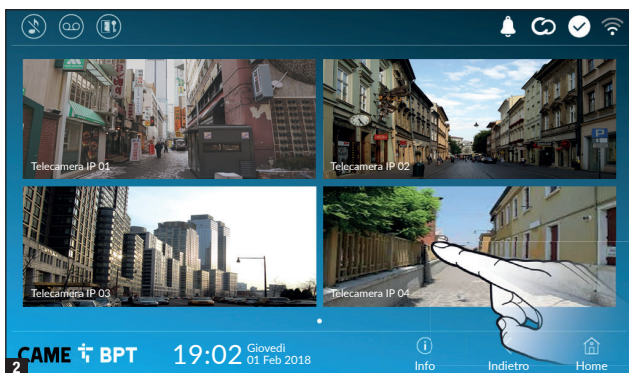 Telecamera IP 01
Telecamera IP 02
Telecamera IP 03
Telecamera IP 04
CAME BPT
19:02
Giovedì
01 Feb 2018
Info
Indietro
Home
2